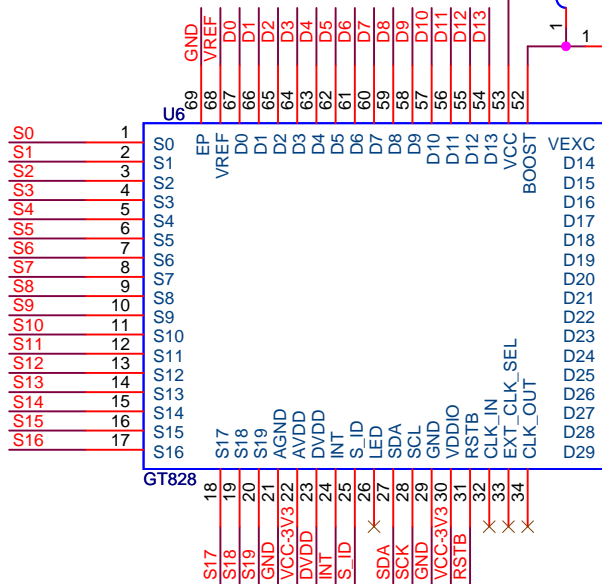 GND VREF D0 D1 D2 D3 D4 D5 D6 D7 D8 D9 D10 D11 D12 D13
1 1
69 68 67 66 65 64 63 62 61 60 59 58 57 56 55 54 53 52
U6
EP VREF D0 D1 D2 D3 D4 D5 D6 D7 D8 D9 D10 D11 D12 D13 VCC BOOST
S0 1 S0 VEXC
S1 2 S1 D14
S2 3 S2 D15
S3 4 S3 D16
S4 5 S4 D17
S5 6 S5 D18
S6 7 S6 D19
S7 8 S7 D20
S8 9 S8 D21
S9 10 S9 D22
S10 11 S10 D23
S11 12 S11 D24
S12 13 S12 D25
S13 14 S13 D26
S14 15 S14 D27
S15 16 S15 D28
S16 17 S16 D29
S17 S18 S19 AGND AVDD DVDD INT S_ID LED SDA SCL GND VDDIO RSTB CLK_IN EXT_CLK_SEL CLK_OUT
GT828
18 19 20 21 22 23 24 25 26 27 28 29 30 31 32 33 34
S17 S18 S19 GND VCC-3V3 DVDD INT S_ID SDA SCK GND VCC-3V3 RSTB